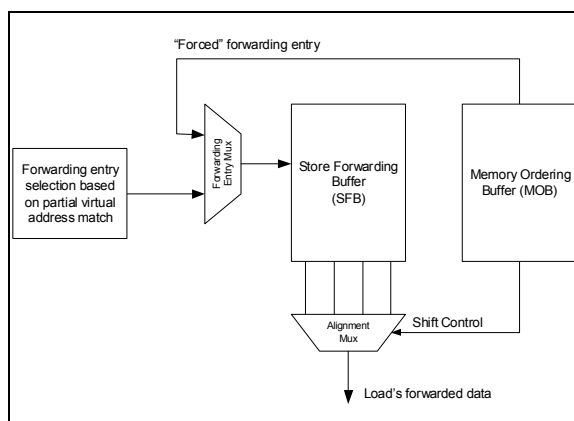 “Forced” forwarding entry
Forwarding entry
selection based
on partial virtual
address match
Forwarding
Entry Mux
Store Forwarding
Buffer
(SFB)
Memory Ordering
Buffer (MOB)
Alignment
Mux
Shift Control
Load's forwarded data